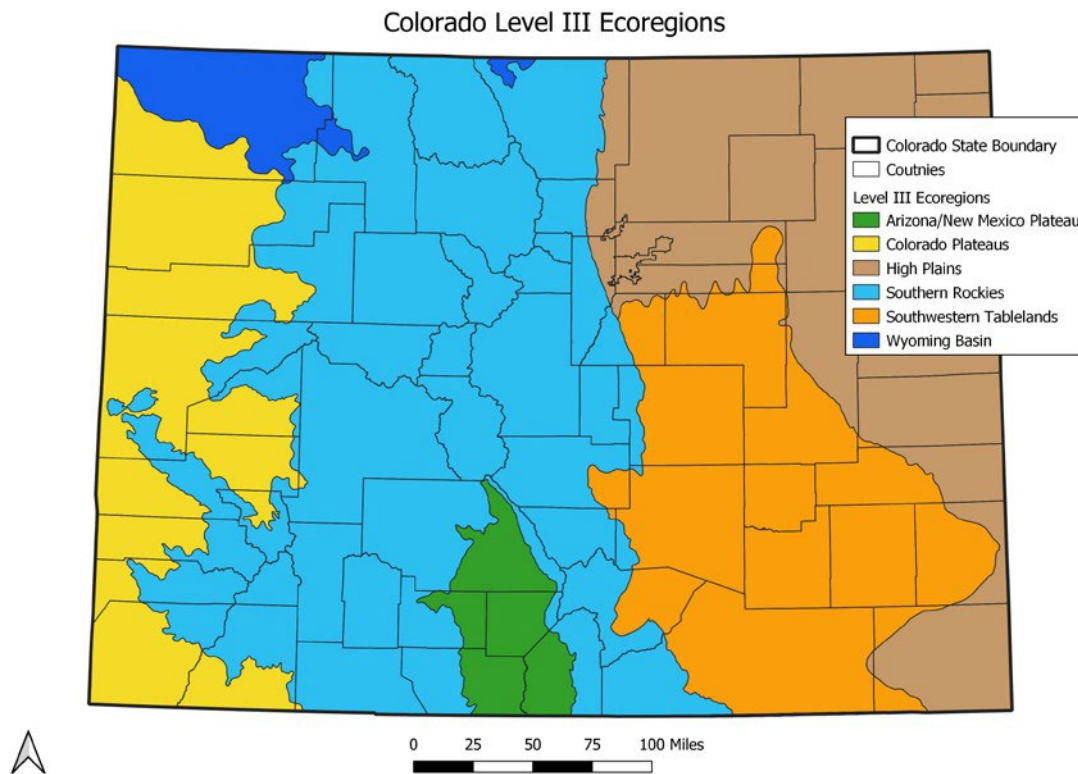 Colorado Level III Ecoregions
Colorado State Boundary
Coutnies
Level III Ecoregions
Arizona/New Mexico Plateau
Colorado Plateaus
High Plains
Southern Rockies
Southwestern Tablelands
Wyoming Basin
0 25 50 75 100 Miles